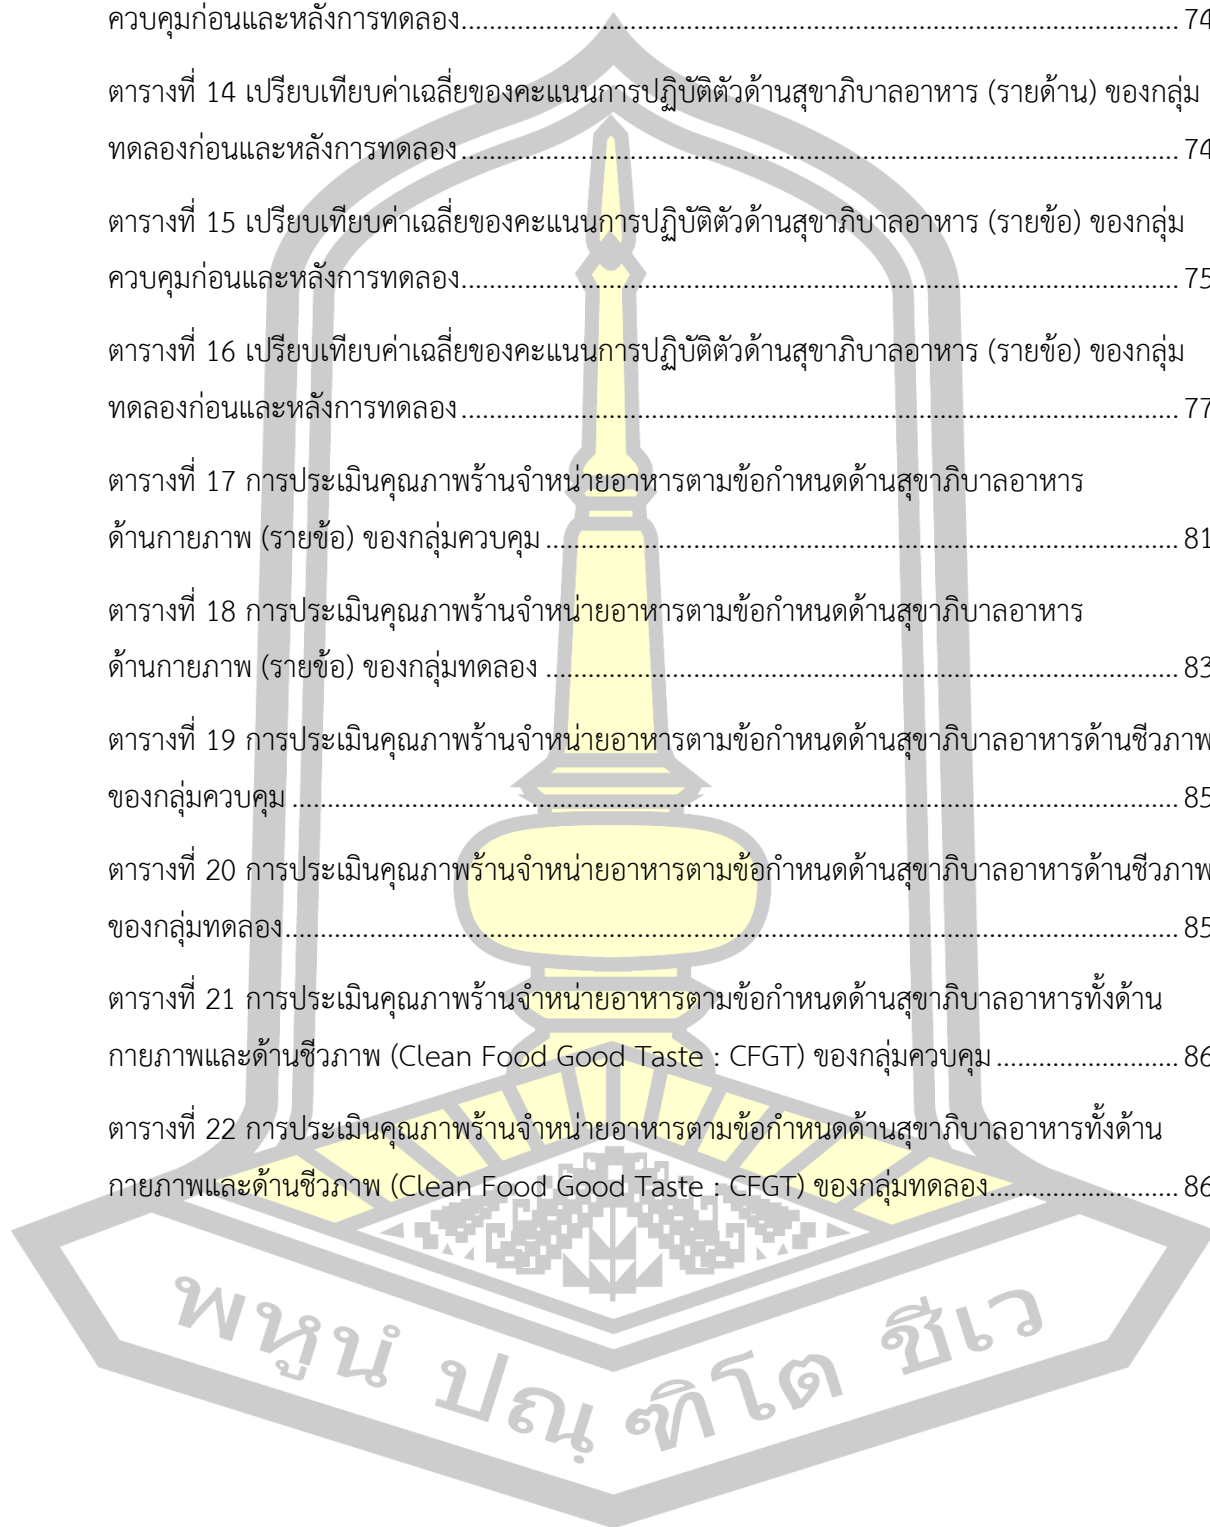 ควบคุมก่อนและหลังการทดลอง.......................................................................................................... 74
ตารางที่ 14 เปรียบเทียบค่าเฉลี่ยของคะแนนการปฏิบัติตัวด้านสุขาภิบาลอาหาร (รายด้าน) ของกลุ่ม
ทดลองก่อนและหลังการทดลอง.......................................................................................................... 74
ตารางที่ 15 เปรียบเทียบค่าเฉลี่ยของคะแนนการปฏิบัติตัวด้านสุขาภิบาลอาหาร (รายข้อ) ของกลุ่ม
ควบคุมก่อนและหลังการทดลอง.......................................................................................................... 75
ตารางที่ 16 เปรียบเทียบค่าเฉลี่ยของคะแนนการปฏิบัติตัวด้านสุขาภิบาลอาหาร (รายข้อ) ของกลุ่ม
ทดลองก่อนและหลังการทดลอง.......................................................................................................... 77
ตารางที่ 17 การประเมินคุณภาพร้านจำหน่ายอาหารตามข้อกำหนดด้านสุขาภิบาลอาหาร
ด้านกายภาพ (รายข้อ) ของกลุ่มควบคุม.............................................................................................. 81
ตารางที่ 18 การประเมินคุณภาพร้านจำหน่ายอาหารตามข้อกำหนดด้านสุขาภิบาลอาหาร
ด้านกายภาพ (รายข้อ) ของกลุ่มทดลอง.............................................................................................. 83
ตารางที่ 19 การประเมินคุณภาพร้านจำหน่ายอาหารตามข้อกำหนดด้านสุขาภิบาลอาหารด้านชีวภาพ
ของกลุ่มควบคุม................................................................................................................................ 85
ตารางที่ 20 การประเมินคุณภาพร้านจำหน่ายอาหารตามข้อกำหนดด้านสุขาภิบาลอาหารด้านชีวภาพ
ของกลุ่มทดลอง................................................................................................................................. 85
ตารางที่ 21 การประเมินคุณภาพร้านจำหน่ายอาหารตามข้อกำหนดด้านสุขาภิบาลอาหารทั้งด้าน
กายภาพและด้านชีวภาพ (Clean Food Good Taste : CFGT) ของกลุ่มควบคุม........................... 86
ตารางที่ 22 การประเมินคุณภาพร้านจำหน่ายอาหารตามข้อกำหนดด้านสุขาภิบาลอาหารทั้งด้าน
กายภาพและด้านชีวภาพ (Clean Food Good Taste : CFGT) ของกลุ่มทดลอง............................ 86
พหูนํ ปณฺฑิโต ชีเว